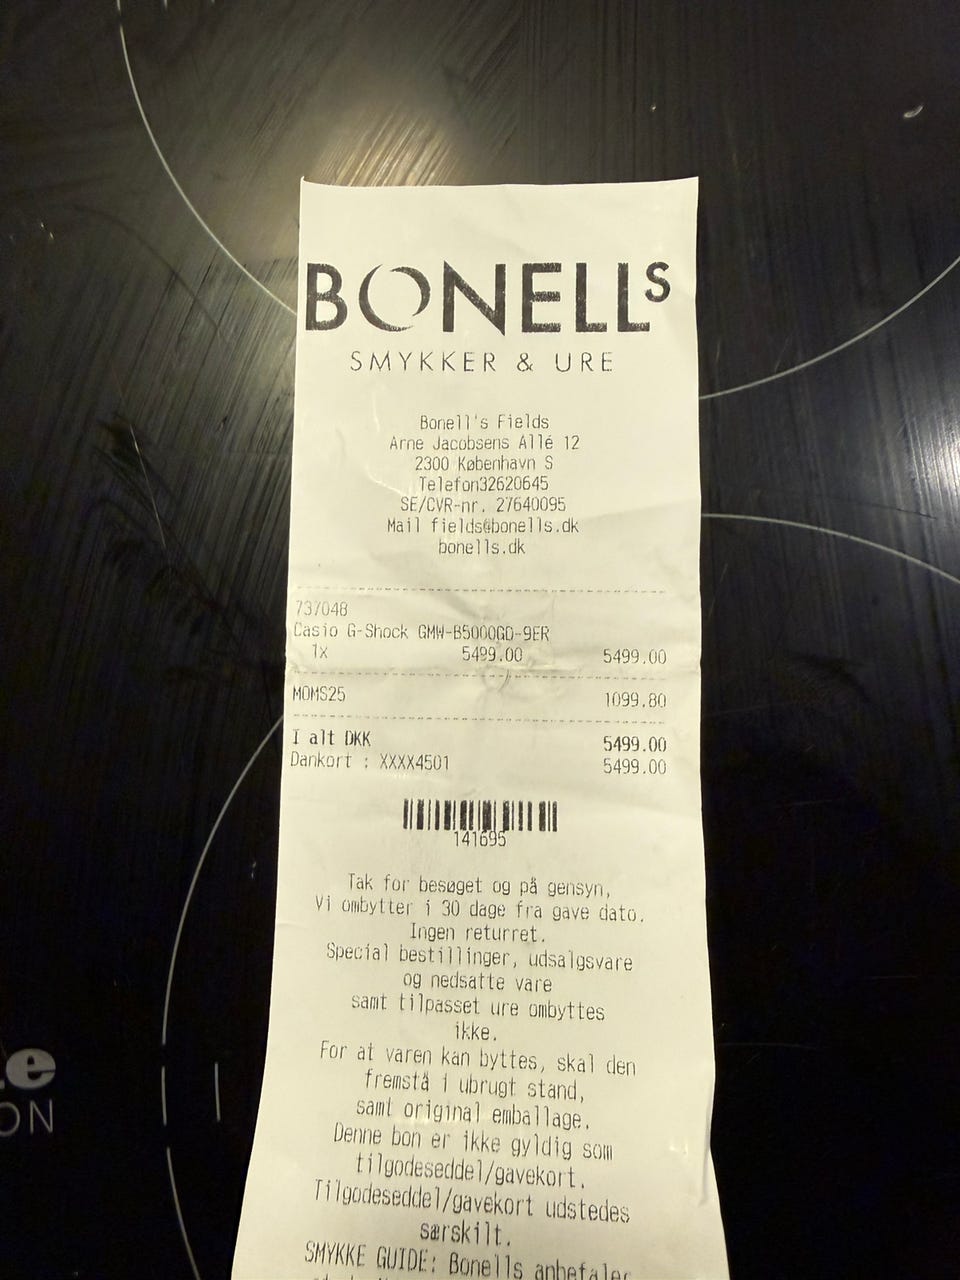 BONELLs
SMYKKER & URE
Bonell's Fields
Arne Jacobsens Allé 12
2300 København S
Telefon32620645
SE/CVR-nr. 27640095
Mail fields@bonells.dk
bonells.dk
737048
Casio G-Shock GMW-B5000GD-9ER
1x 5499.00 5499.00
MOMS25 1099.80
I alt DKK 5499.00
Dankort : XXXX4501 5499.00
141695
Tak for besøget og på gensyn,
Vi ombytter i 30 dage fra gave dato.
Ingen returret.
Special bestillinger, udsalgsvare
og nedsatte vare
samt tilpasset ure ombyttes
ikke.
For at varen kan byttes, skal den
fremstå i ubrugt stand,
samt original emballage.
Denne bon er ikke gyldig som
tilgodeseddel/gavekort.
Tilgodeseddel/gavekort udstedes
særskilt.
SMYKKE GUIDE: Bonells anbefaler
ON